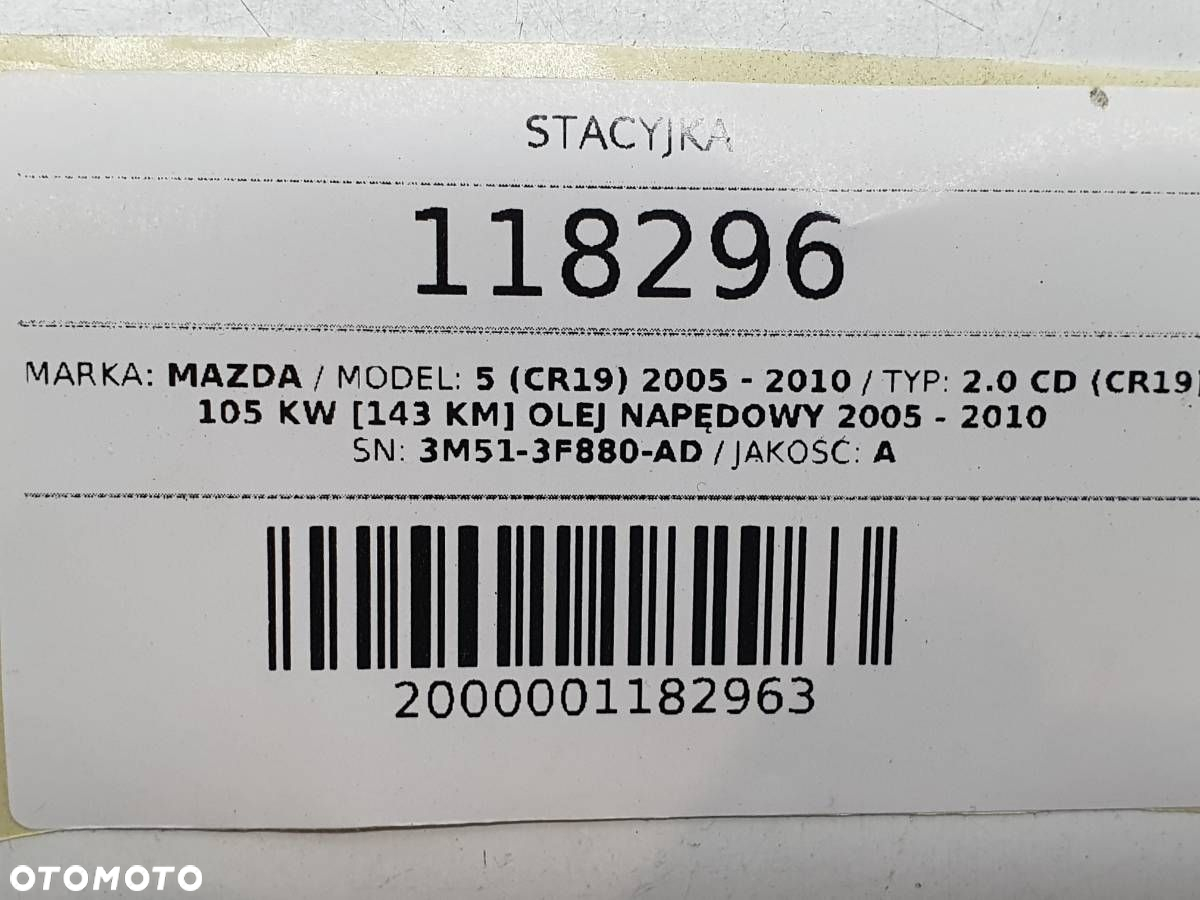 STACYJKA
118296
MARKA: MAZDA / MODEL: 5 (CR19) 2005 - 2010 / TYP: 2.0 CD (CR19)
105 KW [143 KM] OLEJ NAPĘDOWY 2005 - 2010
SN: 3M51-3F880-AD / JAKOŚĆ: A
2000001182963
OTOMOTO